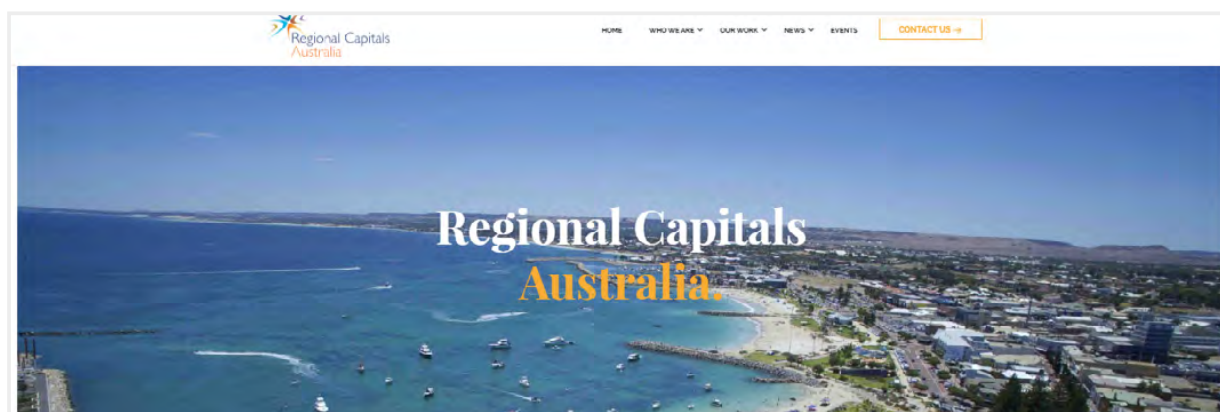 Regional Capitals
Australia
HOME WHO WE ARE OUR WORK NEWS EVENTS CONTACT US →
Regional Capitals
Australia.